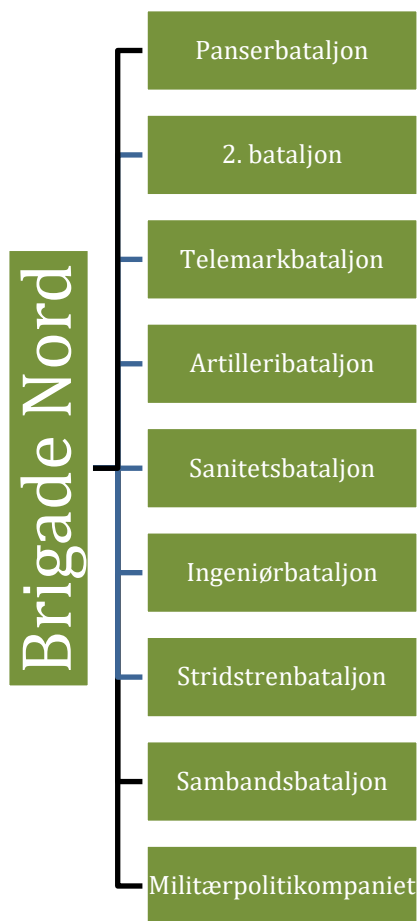 Brigade Nord
Panserbataljon
2. bataljon
Telemarkbataljon
Artilleribataljon
Sanitetsbataljon
Ingeniørbataljon
Stridstrenbataljon
Sambandsbataljon
Militærpolitikompaniet